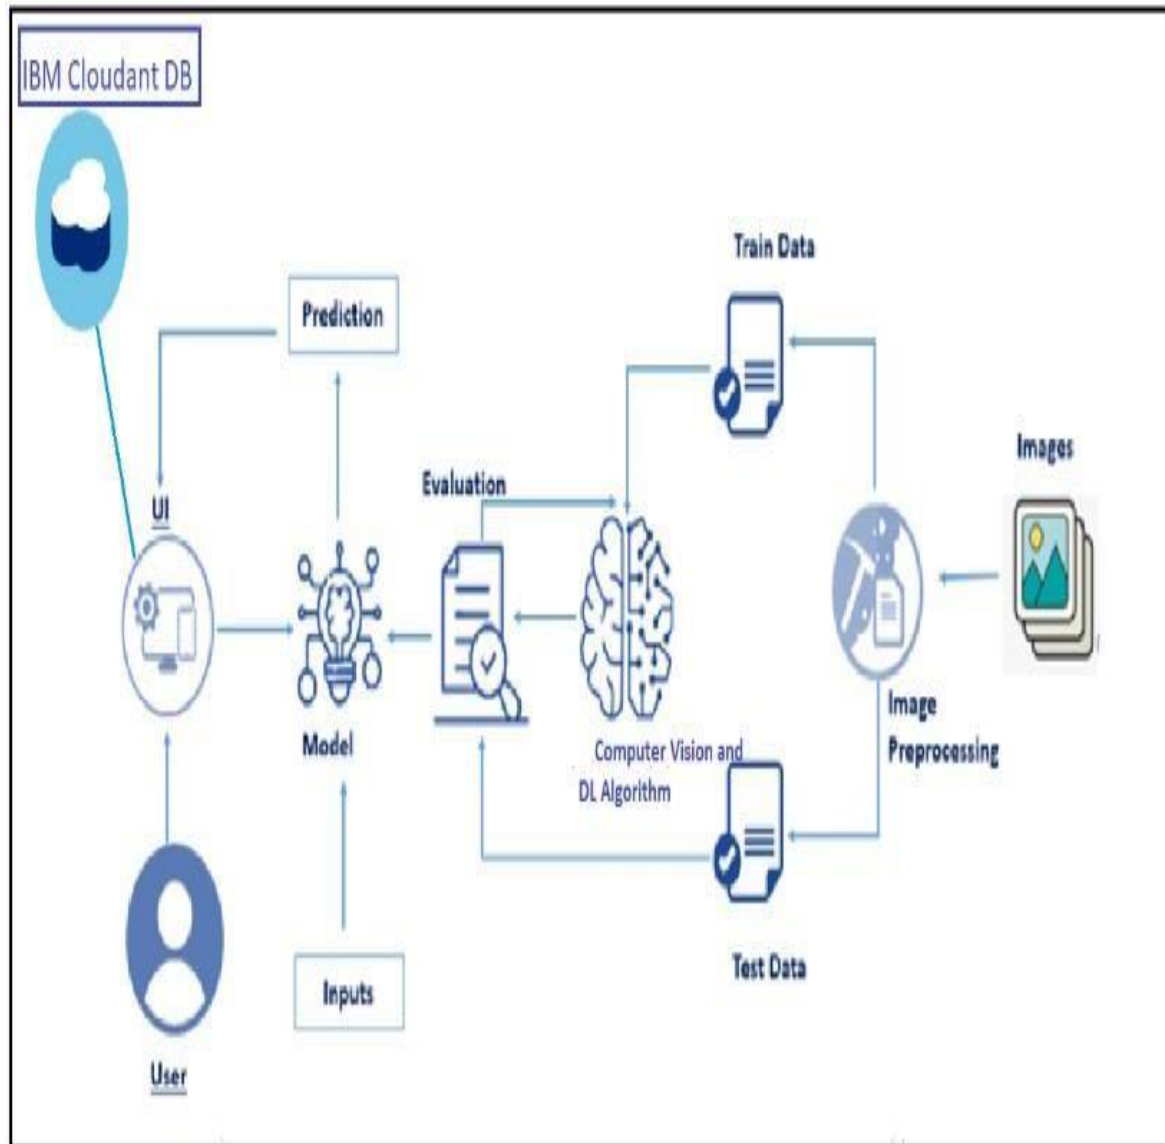 IBM Cloudant DB
Train Data
Prediction
Images
Evaluation
UI
Image
Preprocessing
Model
Computer Vision and
DL Algorithm
Test Data
Inputs
User